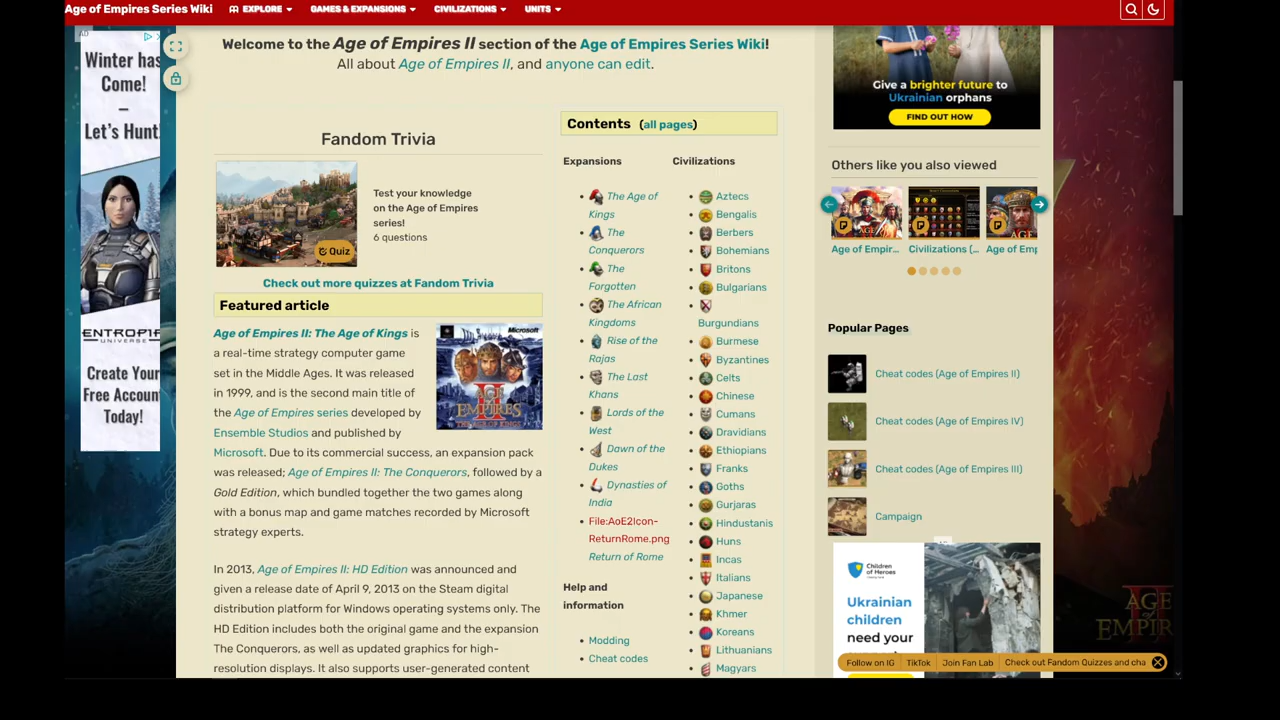 Age of Empires Series Wiki
EXPLORE
GAMES & EXPANSIONS
CIVILIZATIONS
UNITS
AD
Winter has
Come!
–
Let's Hunt!
ENTROPIA
UNIVERSE
Create Your
Free Account
Today!
Welcome to the Age of Empires II section of the Age of Empires Series Wiki!
All about Age of Empires II, and anyone can edit.
Fandom Trivia
Quiz
Test your knowledge
on the Age of Empires
series!
6 questions
Check out more quizzes at Fandom Trivia
Featured article
Age of Empires II: The Age of Kings is
a real-time strategy computer game
set in the Middle Ages. It was released
in 1999, and is the second main title of
the Age of Empires series developed by
Ensemble Studios and published by
Microsoft. Due to its commercial success, an expansion pack
was released; Age of Empires II: The Conquerors, followed by a
Gold Edition, which bundled together the two games along
with a bonus map and game matches recorded by Microsoft
strategy experts.
Microsoft
AGE OF
EMPIRES
II
THE AGE OF KINGS
In 2013, Age of Empires II: HD Edition was announced and
given a release date of April 9, 2013 on the Steam digital
distribution platform for Windows operating systems only. The
HD Edition includes both the original game and the expansion
The Conquerors, as well as updated graphics for high-
resolution displays. It also supports user-generated content
Contents (all pages)
Expansions
The Age of
Kings
The
Conquerors
The
Forgotten
The African
Kingdoms
Rise of the
Rajas
The Last
Khans
Lords of the
West
Dawn of the
Dukes
Dynasties of
India
File:AoE2Icon-
ReturnRome.png
Return of Rome
Help and
information
Modding
Cheat codes
Civilizations
Aztecs
Bengalis
Berbers
Bohemians
Britons
Bulgarians
Burgundians
Burmese
Byzantines
Celts
Chinese
Cumans
Dravidians
Ethiopians
Franks
Goths
Gurjaras
Hindustanis
Huns
Incas
Italians
Japanese
Khmer
Koreans
Lithuanians
Magyars
Give a brighter future to
Ukrainian orphans
FIND OUT HOW
Others like you also viewed
Age of Empir...
Civilizations (...
Age of Emp
Popular Pages
Cheat codes (Age of Empires II)
Cheat codes (Age of Empires IV)
Cheat codes (Age of Empires III)
Campaign
Children
of Heroes
Ukrainian
children
need your
Follow on IG
TikTok
Join Fan Lab
Check out Fandom Quizzes and cha
AGE
EMPIR
II